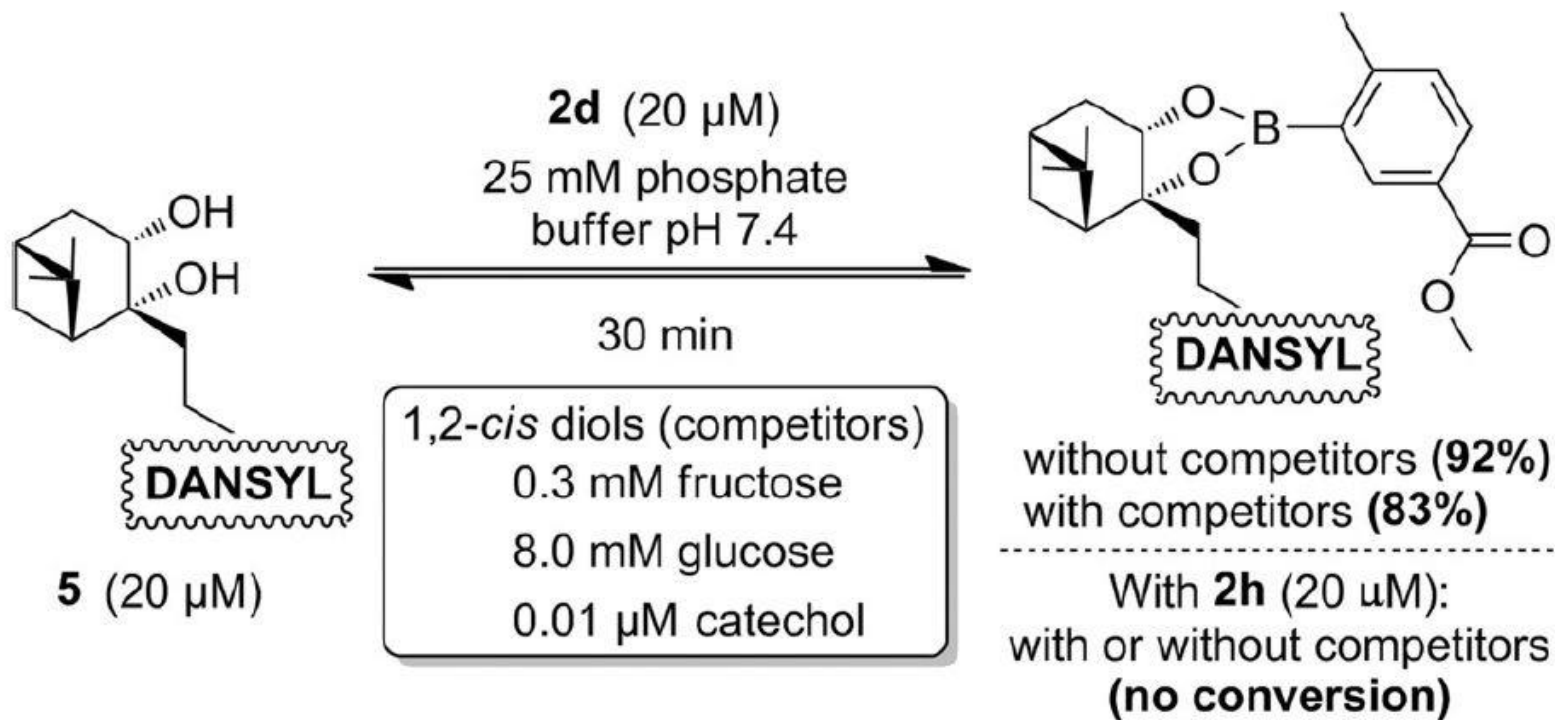 OH
OH
DANSYL
5 (20 µM)
2d (20 µM)
25 mM phosphate
buffer pH 7.4
30 min
1,2-cis diols (competitors)
0.3 mM fructose
8.0 mM glucose
0.01 µM catechol
O
B
O
O
O
DANSYL
without competitors (92%)
with competitors (83%)
With 2h (20 uM):
with or without competitors
(no conversion)